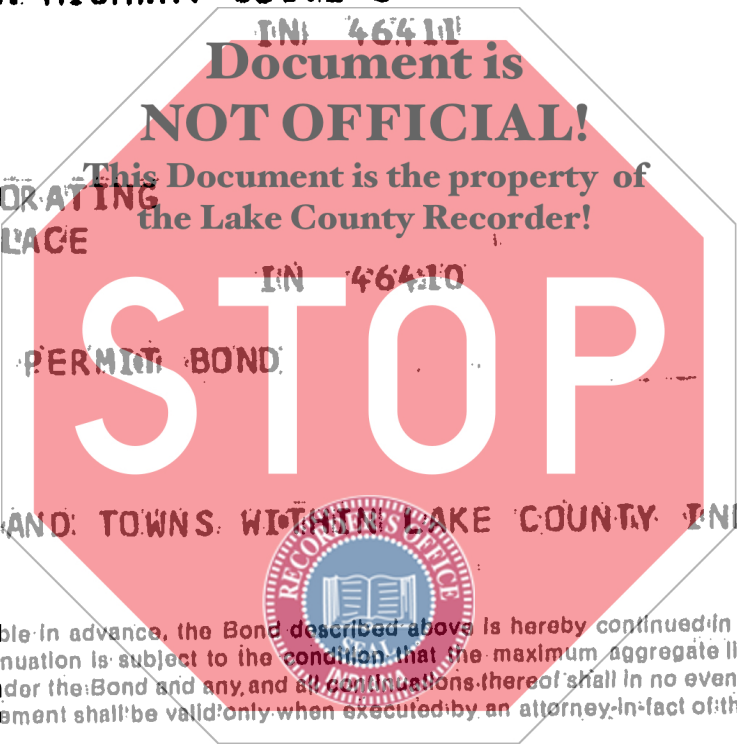 IN 46411
Document is
NOT OFFICIAL!
This Document is the property of
the Lake County Recorder!
ORATING
LACE
IN 46410
STOP
PERMIT BOND
AND TOWNS WITHIN LAKE COUNTY IN
RECORDER'S OFFICE
SEAL
ble in advance, the Bond described above is hereby continued in
nuation is subject to the condition that the maximum aggregate li
der the Bond and any and all continuations thereof shall in no even
ement shall be valid only when executed by an attorney-in-fact of th